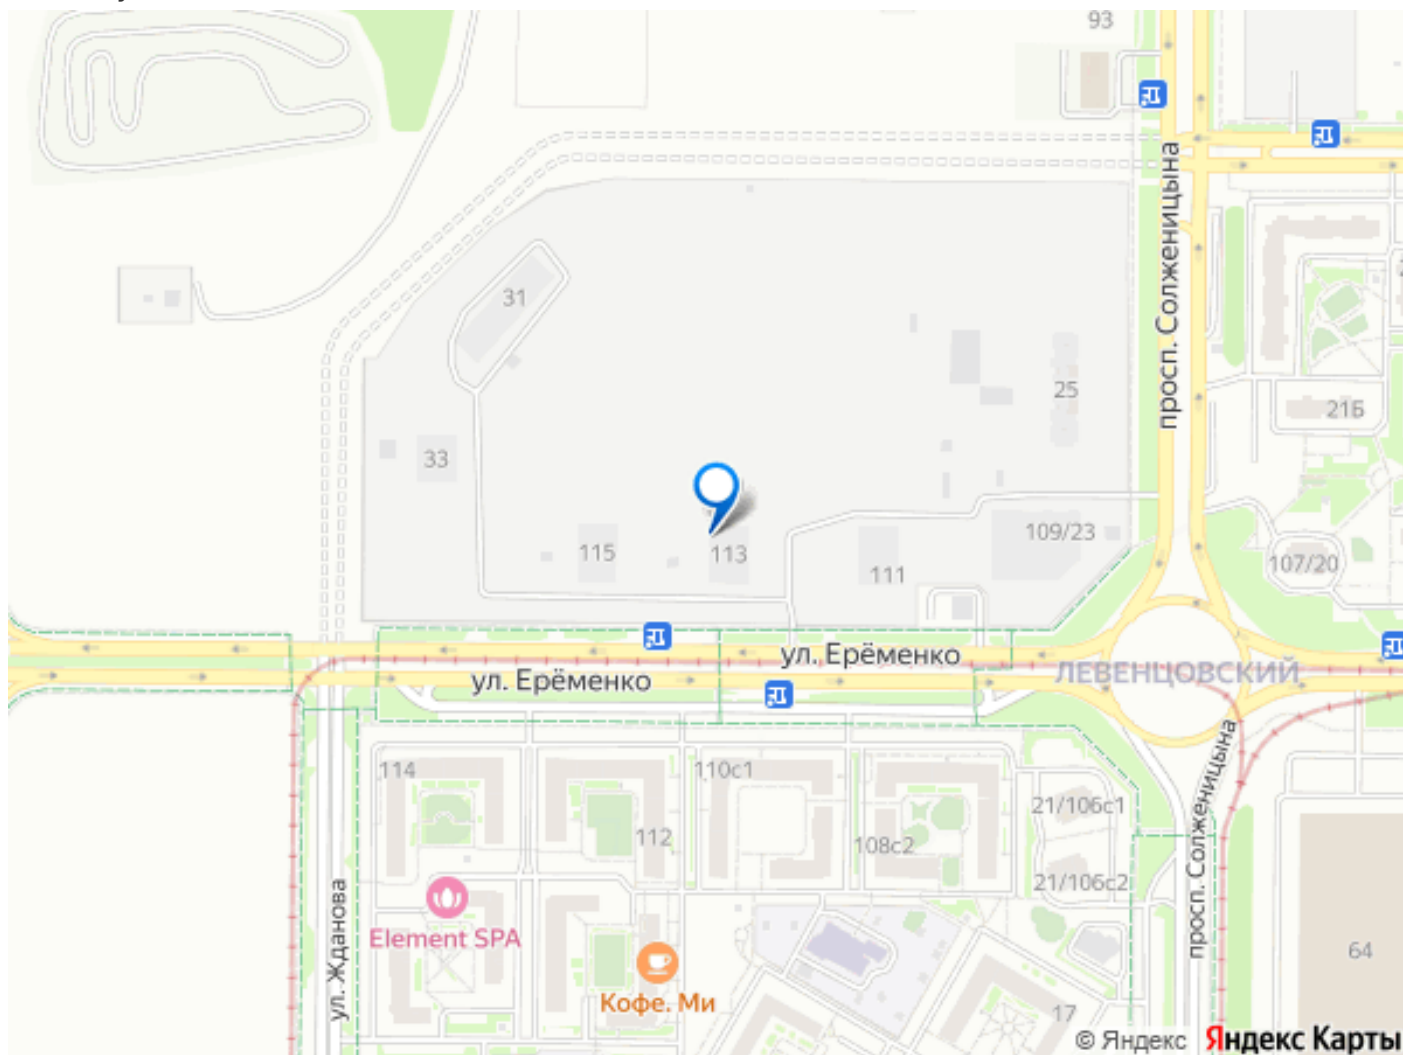 93
просп. Солженицына
31
25
21Б
33
115
113
111
109/23
107/20
ул. Ерёменко
ул. Ерёменко
ЛЕВЕНЦОВСКИЙ
114
110с1
112
108с2
21/106с1
21/106с2
просп. Солженицына
ул. Жданова
Element SPA
Кофе. Ми
64
17
© Яндекс Яндекс Карты